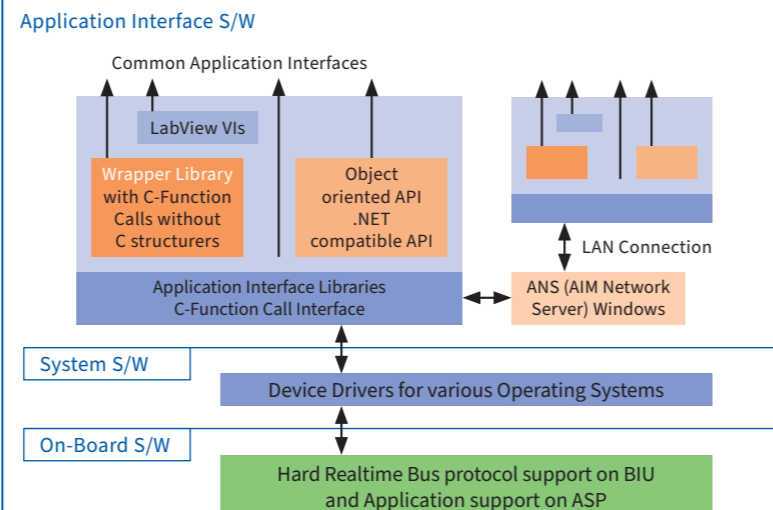 Application Interface S/W
Common Application Interfaces
LabView VIs
Wrapper Library
with C-Function
Calls without
C structurers
Object
oriented API
.NET
compatible API
Application Interface Libraries
C-Function Call Interface
LAN Connection
ANS (AIM Network
Server) Windows
System S/W
Device Drivers for various Operating Systems
On-Board S/W
Hard Realtime Bus protocol support on BIU
and Application support on ASP